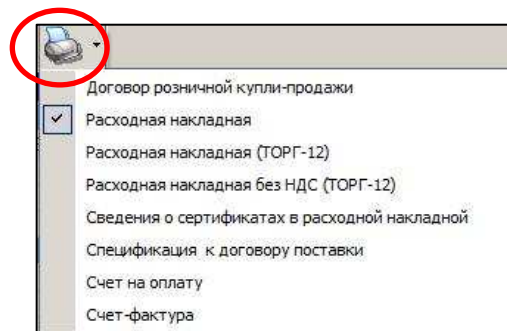 Договор розничной купли-продажи
Расходная накладная
Расходная накладная (ТОРГ-12)
Расходная накладная без НДС (ТОРГ-12)
Сведения о сертификатах в расходной накладной
Спецификация к договору поставки
Счет на оплату
Счет-фактура